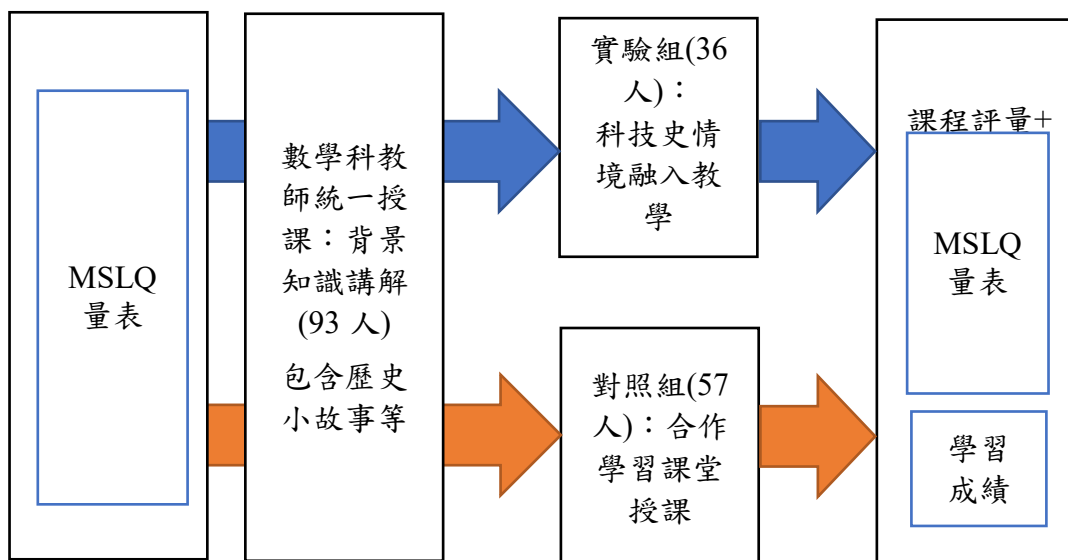 MSLQ
量表
數學科教
師統一授
課：背景
知識講解
(93 人)
包含歷史
小故事等
實驗組(36
人)：
科技史情
境融入教
學
對照組(57
人)：合作
學習課堂
授課
課程評量+
MSLQ
量表
學習
成績